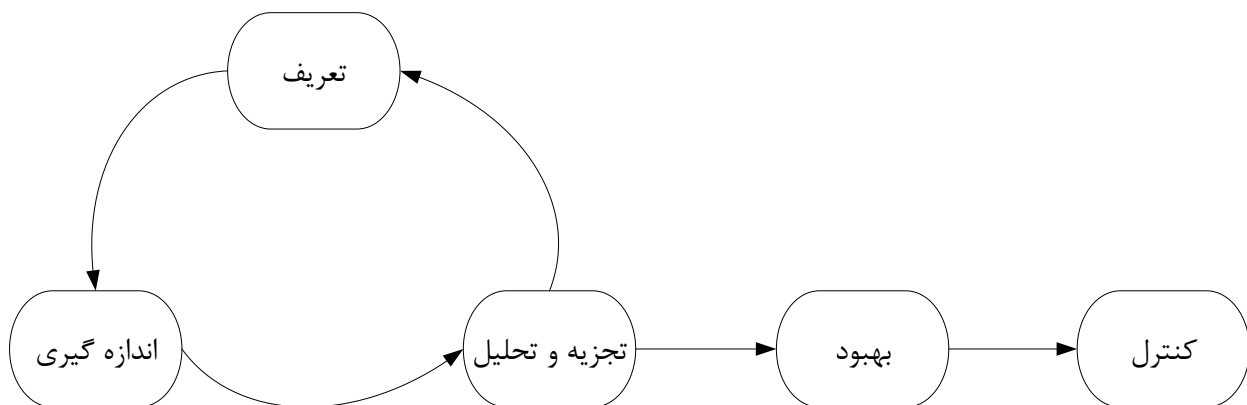 تعریف
اندازه گیری
تجزیه و تحلیل
بهبود
کنترل